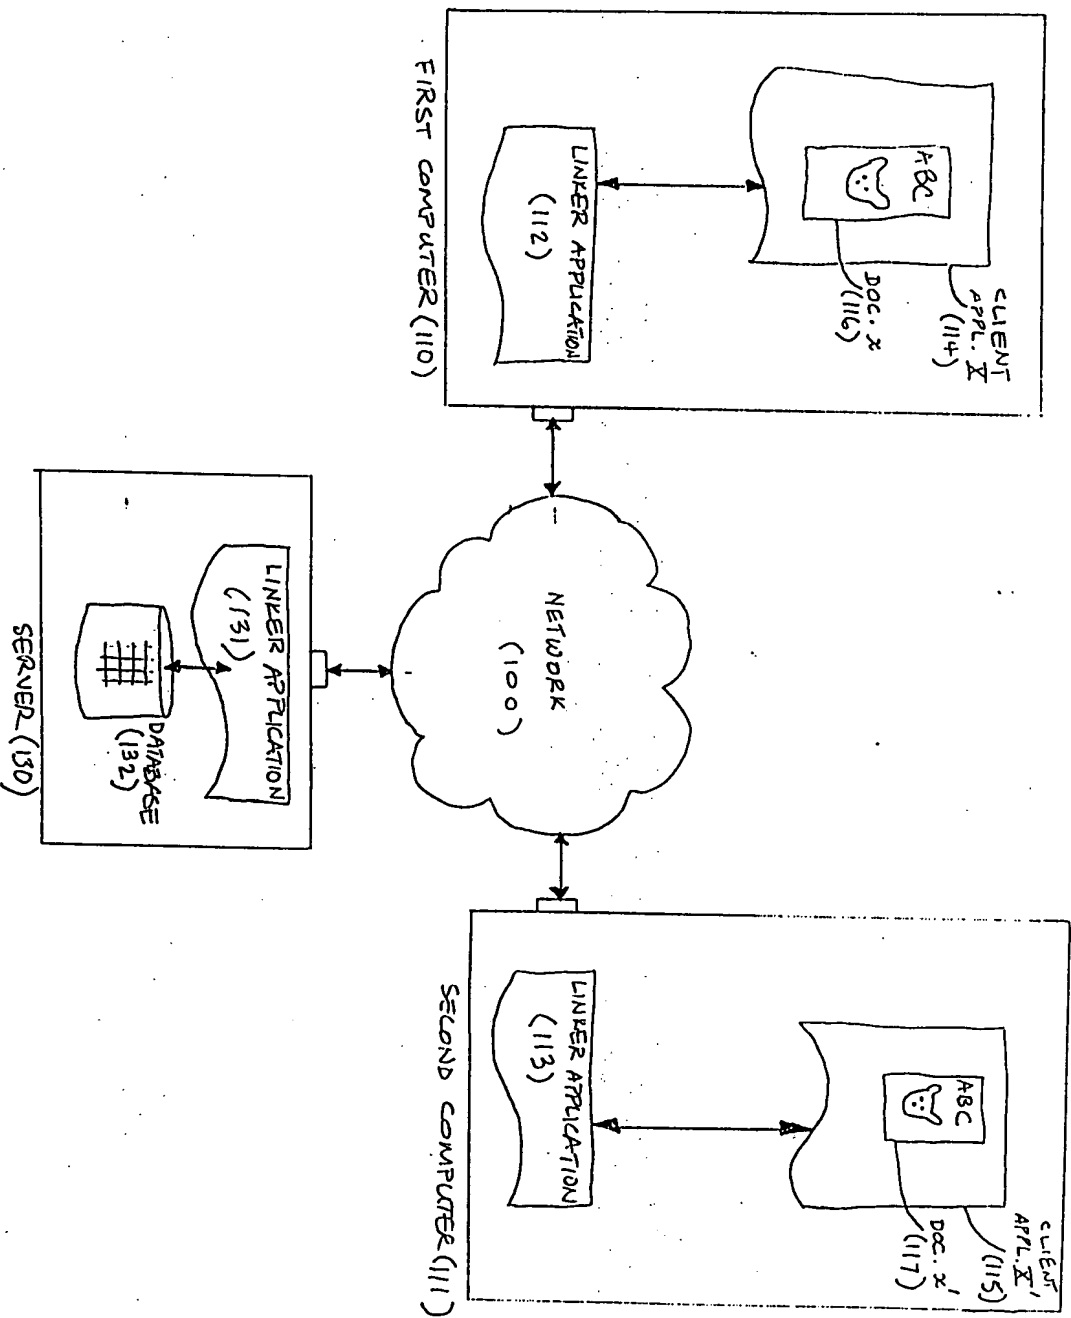 CLIENT
APPL. X
(114)
DOC. x
(116)
ABC
LINKER APPLICATION
(112)
FIRST COMPUTER (110)
NETWORK
(100)
LINKER APPLICATION
(131)
DATABASE
(132)
SERVER (130)
CLIENT
APPL. X'
(115)
DOC. x'
(117)
ABC
LINKER APPLICATION
(113)
SECOND COMPUTER (111)